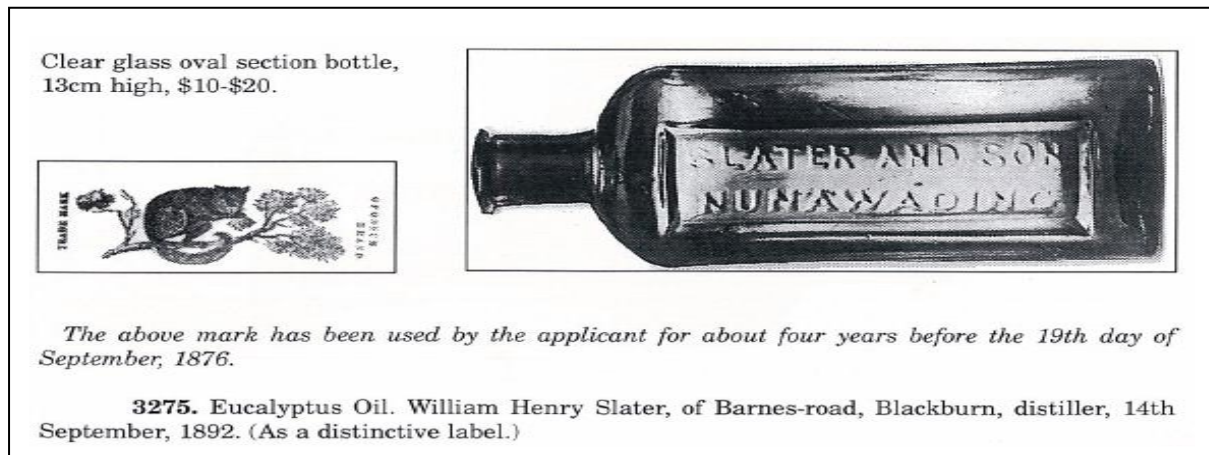 Clear glass oval section bottle,
13cm high, $10-$20.
TRADE MARK
OPOSSUM
BRAND
SLATER AND SON
NUNAWADING
The above mark has been used by the applicant for about four years before the 19th day of
September, 1876.
3275. Eucalyptus Oil. William Henry Slater, of Barnes-road, Blackburn, distiller, 14th
September, 1892. (As a distinctive label.)